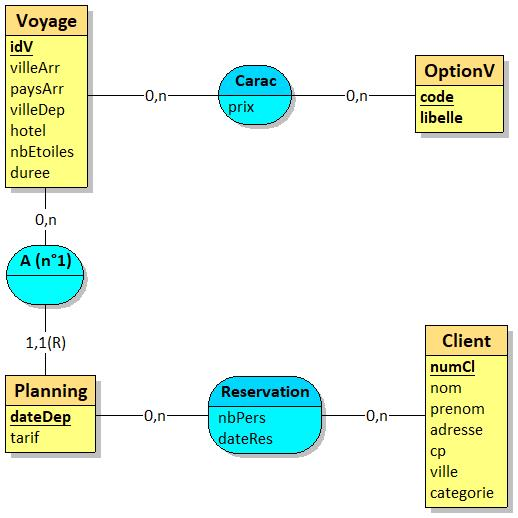 Voyage
idV
villeArr
paysArr
villeDep
hotel
nbEtoiles
duree
0,n
Carac
prix
0,n
OptionV
code
libelle
0,n
A (n°1)
1,1(R)
Planning
dateDep
tarif
0,n
Reservation
nbPers
dateRes
0,n
Client
numCl
nom
prenom
adresse
cp
ville
categorie